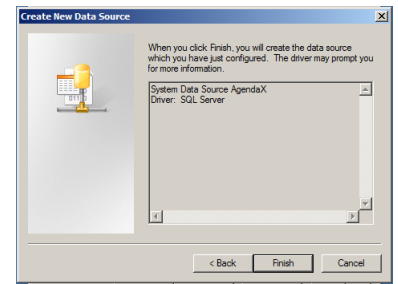 Create New Data Source
When you click Finish, you will create the data source
which you have just configured. The driver may prompt you
for more information.
System Data Source AgendaX
Driver: SQL Server
< Back
Finish
Cancel